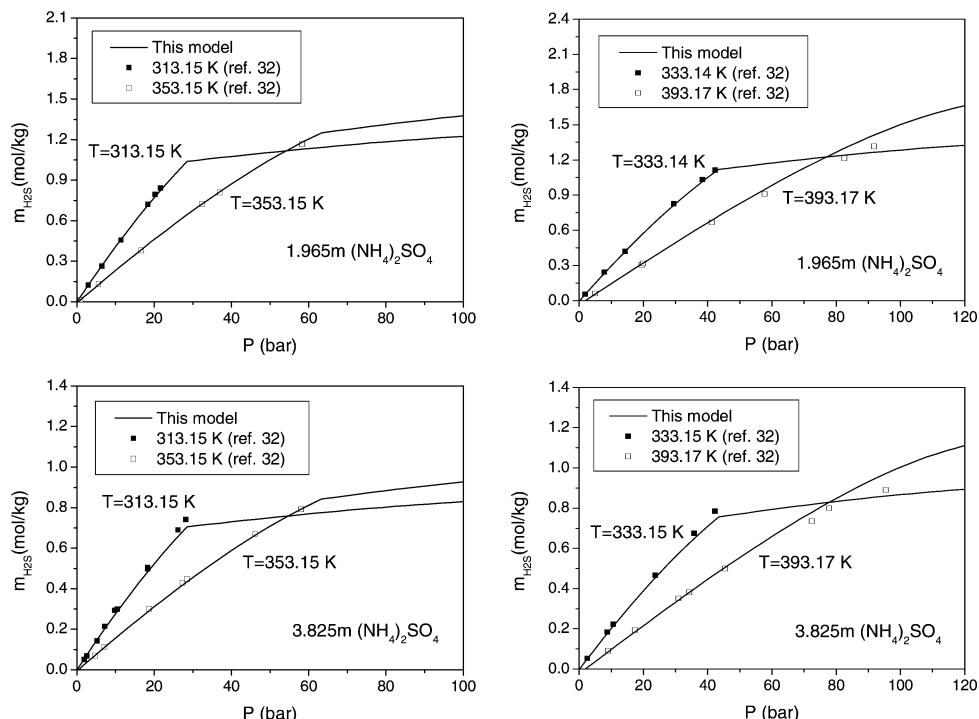 2.1
1.8
1.5
1.2
0.9
0.6
0.3
0.0
m_H2S(mol/kg)
This model
313.15 K (ref. 32)
353.15 K (ref. 32)
T=313.15 K
T=353.15 K
1.965m (NH₄)₂SO₄
0 20 40 60 80 100
P (bar)
2.4
2.1
1.8
1.5
1.2
0.9
0.6
0.3
0.0
m_H2S(mol/kg)
This model
333.14 K (ref. 32)
393.17 K (ref. 32)
T=333.14 K
T=393.17 K
1.965m (NH₄)₂SO₄
0 20 40 60 80 100 120
P (bar)
1.4
1.2
1.0
0.8
0.6
0.4
0.2
0.0
m_H2S(mol/kg)
This model
313.15 K (ref. 32)
353.15 K (ref. 32)
T=313.15 K
T=353.15 K
3.825m (NH₄)₂SO₄
0 20 40 60 80 100
P (bar)
1.4
1.2
1.0
0.8
0.6
0.4
0.2
0.0
m_H2S(mol/kg)
This model
333.15 K (ref. 32)
393.17 K (ref. 32)
T=333.15 K
T=393.17 K
3.825m (NH₄)₂SO₄
0 20 40 60 80 100 120
P (bar)